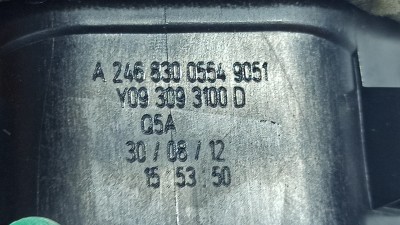 A 246 830 0554 9051
Y09 309 3100 D
Q5A
30 / 08 / 12
15 53 50